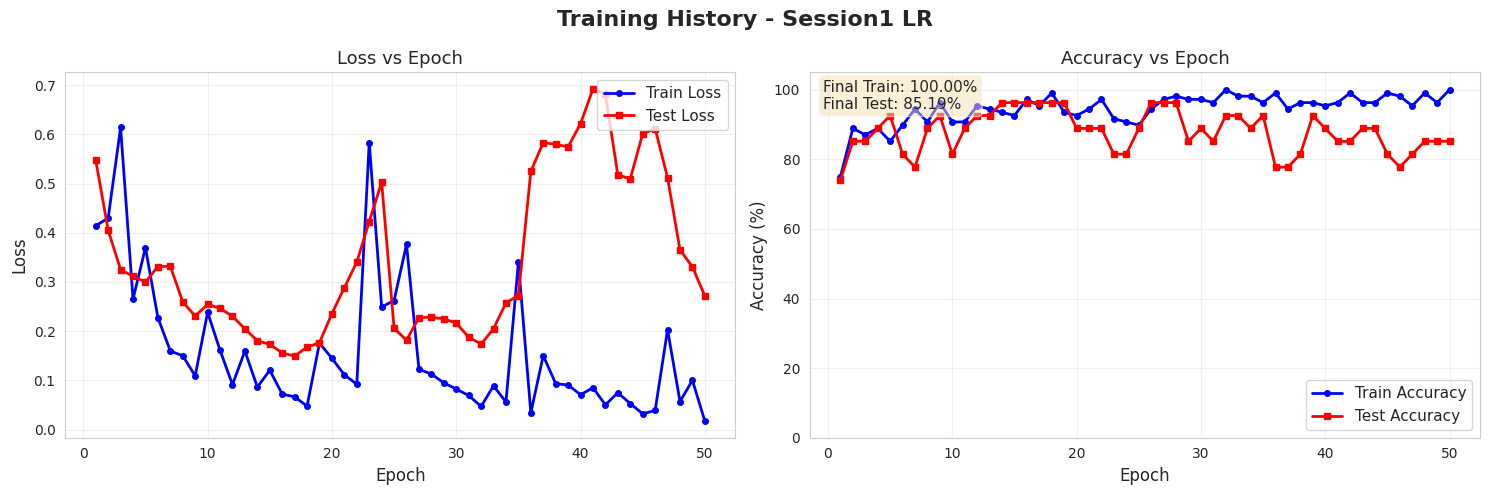 Training History - Session1 LR
Loss vs Epoch
0.7
0.6
0.5
0.4
0.3
0.2
0.1
0.0
Loss
0 10 20 30 40 50
Epoch
Train Loss
Test Loss
Accuracy vs Epoch
Final Train: 100.00%
Final Test: 85.19%
100
80
60
40
20
0
Accuracy (%)
0 10 20 30 40 50
Epoch
Train Accuracy
Test Accuracy